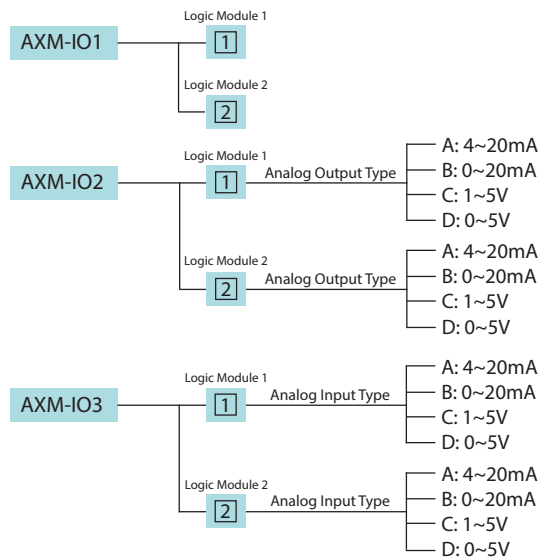 Logic Module 1
AXM-IO1
1
Logic Module 2
2
Logic Module 1
AXM-IO2
1
Analog Output Type
A: 4~20mA
B: 0~20mA
C: 1~5V
D: 0~5V
Logic Module 2
2
Analog Output Type
A: 4~20mA
B: 0~20mA
C: 1~5V
D: 0~5V
Logic Module 1
AXM-IO3
1
Analog Input Type
A: 4~20mA
B: 0~20mA
C: 1~5V
D: 0~5V
Logic Module 2
2
Analog Input Type
A: 4~20mA
B: 0~20mA
C: 1~5V
D: 0~5V